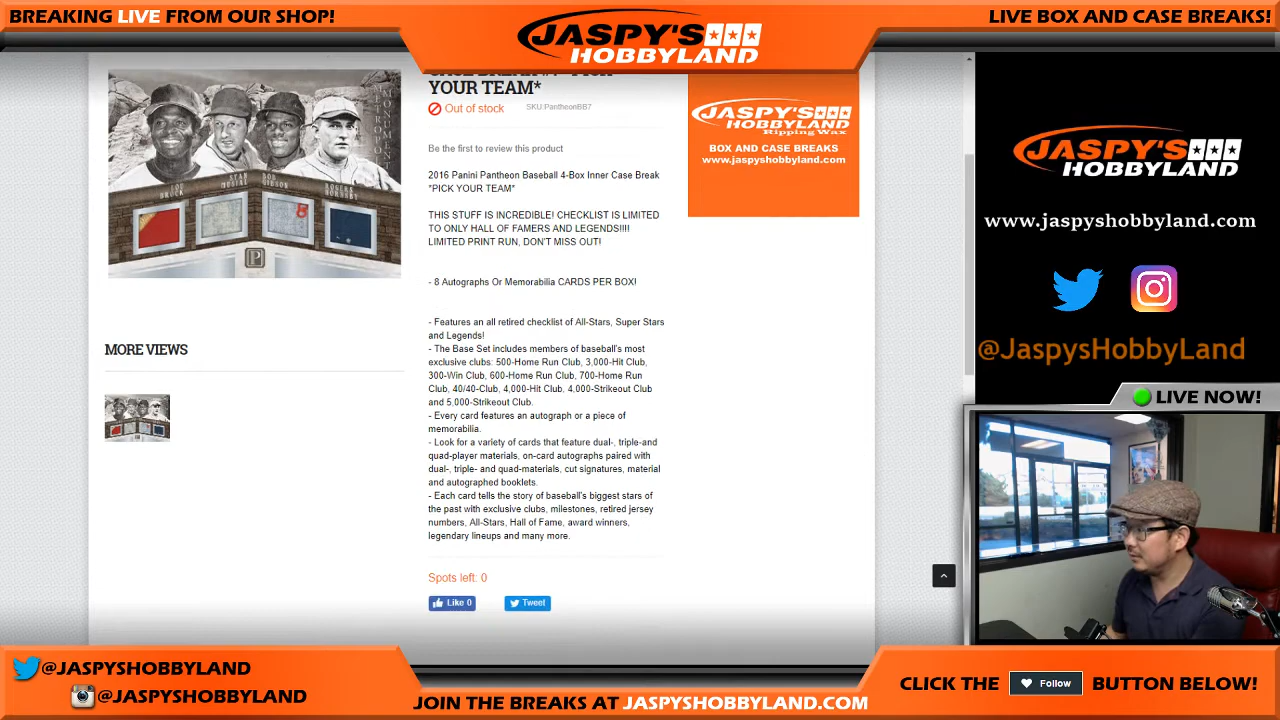 BREAKING LIVE FROM OUR SHOP!
JASPY'S
HOBBYLAND
LIVE BOX AND CASE BREAKS!
YOUR TEAM*
Out of stock
SKU:PantheonBB7
Be the first to review this product
2016 Panini Pantheon Baseball 4-Box Inner Case Break
*PICK YOUR TEAM*
THIS STUFF IS INCREDIBLE! CHECKLIST IS LIMITED
TO ONLY HALL OF FAMERS AND LEGENDS!!!!
LIMITED PRINT RUN, DON'T MISS OUT!
- 8 Autographs Or Memorabilia CARDS PER BOX!
- Features an all retired checklist of All-Stars, Super Stars
and Legends!
- The Base Set includes members of baseball's most
exclusive clubs: 500-Home Run Club, 3,000-Hit Club,
300-Win Club, 600-Home Run Club, 700-Home Run
Club, 40/40-Club, 4,000-Hit Club, 4,000-Strikeout Club
and 5,000-Strikeout Club.
- Every card features an autograph or a piece of
memorabilia.
- Look for a variety of cards that feature dual-, triple-and
quad-player materials, on-card autographs paired with
dual-, triple- and quad-materials, cut signatures, material
and autographed booklets.
- Each card tells the story of baseball's biggest stars of
the past with exclusive clubs, milestones, retired jersey
numbers, All-Stars, Hall of Fame, award winners,
legendary lineups and many more.
Spots left: 0
Like 0
Tweet
LOU
BROCK
STAN
MUSIAL
BOB
GIBSON
ROGERS
HORNSBY
P
MORE VIEWS
JASPY'S
HOBBYLAND
Ripping Wax
BOX AND CASE BREAKS
www.jaspyshobbyland.com
JASPY'S
HOBBYLAND
www.jaspyshobbyland.com
@JaspysHobbyLand
LIVE NOW!
@JASPYSHOBBYLAND
@JASPYSHOBBYLAND
JOIN THE BREAKS AT JASPYSHOBBYLAND.COM
CLICK THE
Follow
BUTTON BELOW!